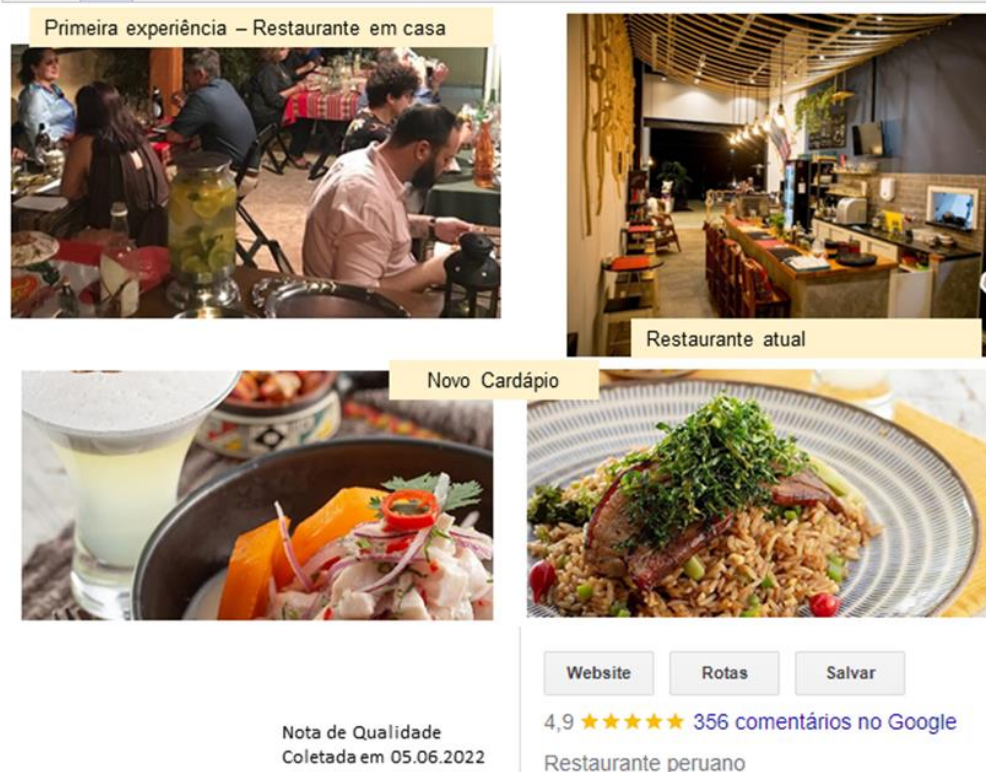 Primeira experiência – Restaurante em casa
Restaurante atual
Novo Cardápio
Website
Rotas
Salvar
4,9 ★★★★★ 356 comentários no Google
Nota de Qualidade
Coletada em 05.06.2022
Restaurante peruano